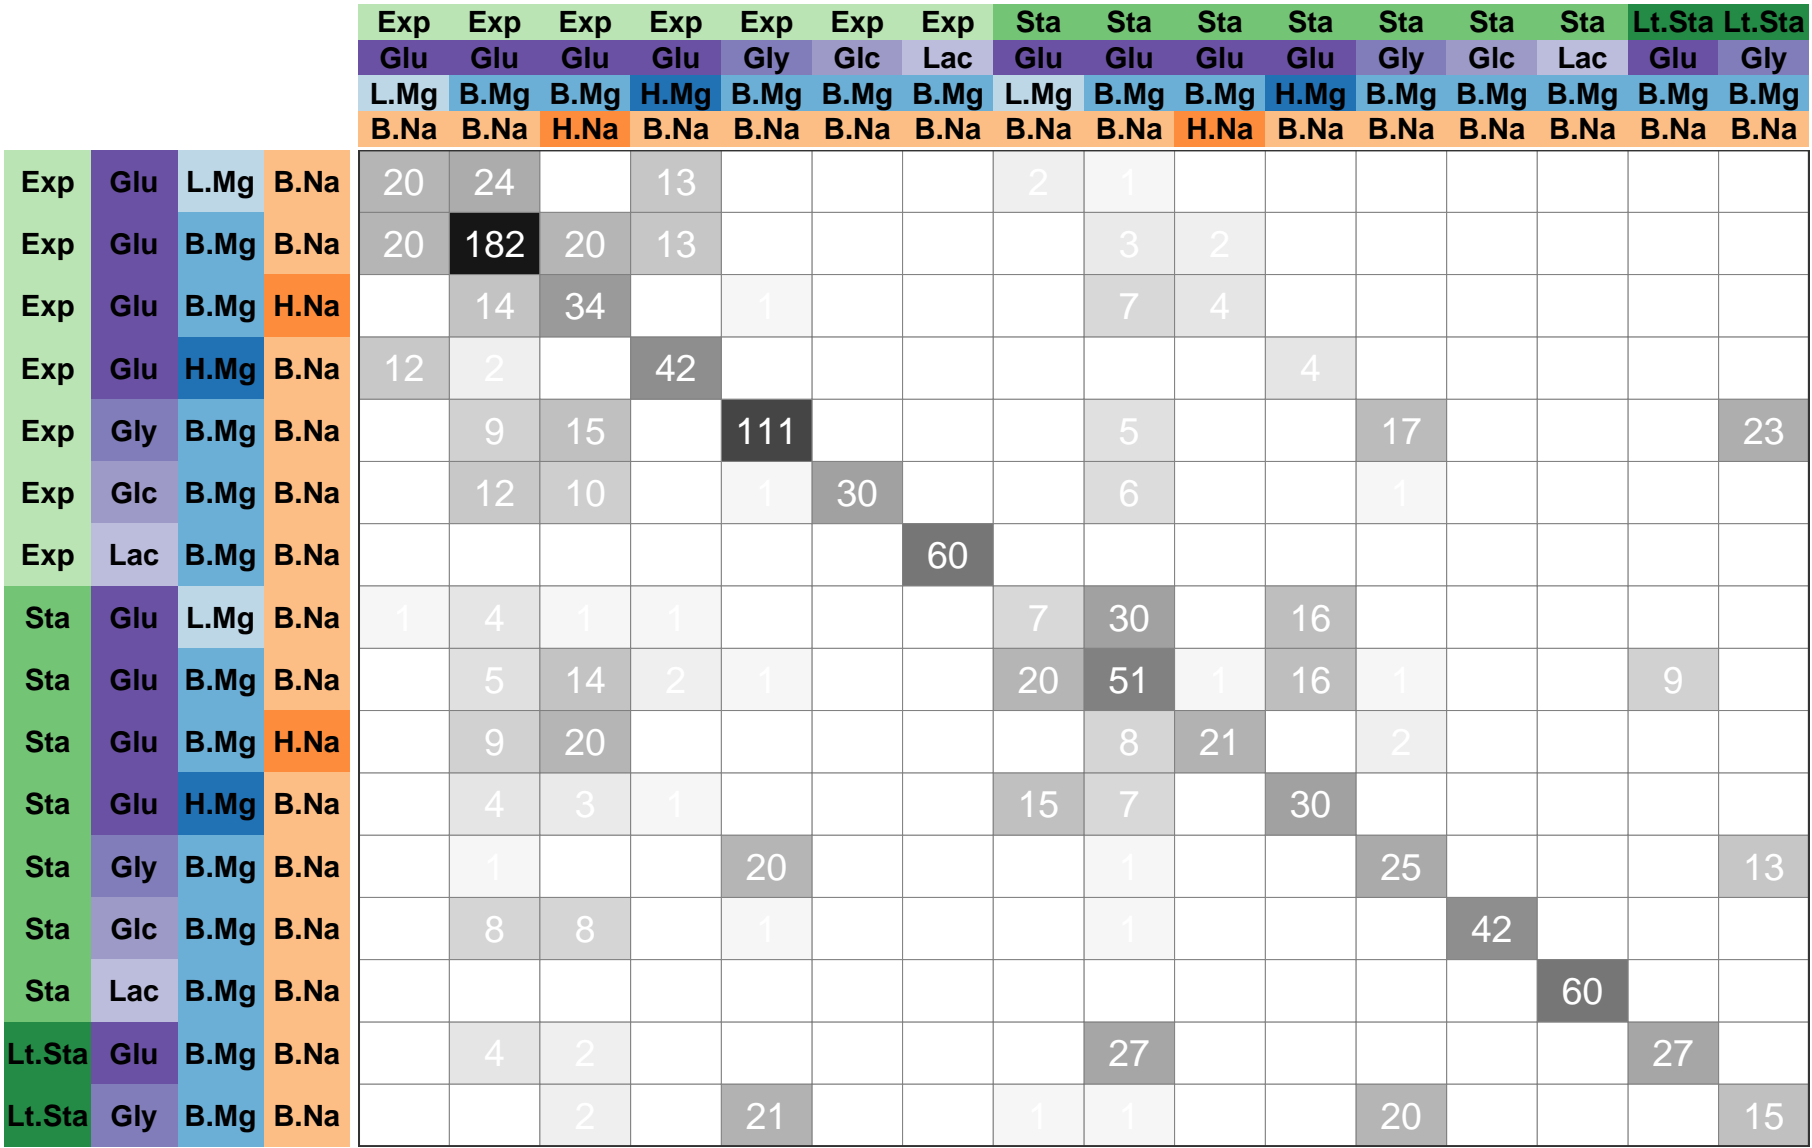 Exp Exp Exp Exp Exp Exp Exp Sta Sta Sta Sta Sta Sta Sta Lt.Sta Lt.Sta
Glu Glu Glu Glu Gly Glc Lac Glu Glu Glu Glu Gly Glc Lac Glu Gly
L.Mg B.Mg B.Mg H.Mg B.Mg B.Mg B.Mg L.Mg B.Mg B.Mg H.Mg B.Mg B.Mg B.Mg B.Mg B.Mg
B.Na B.Na H.Na B.Na B.Na B.Na B.Na B.Na B.Na H.Na B.Na B.Na B.Na B.Na B.Na B.Na
Exp Glu L.Mg B.Na 20 24 13 2 1
Exp Glu B.Mg B.Na 20 182 20 13 3 2
Exp Glu B.Mg H.Na 14 34 1 7 4
Exp Glu H.Mg B.Na 12 2 42 4
Exp Gly B.Mg B.Na 9 15 111 5 17 23
Exp Glc B.Mg B.Na 12 10 1 30 6 1
Exp Lac B.Mg B.Na 60
Sta Glu L.Mg B.Na 1 4 1 1 7 30 16
Sta Glu B.Mg B.Na 5 14 2 1 20 51 1 16 1 9
Sta Glu B.Mg H.Na 9 20 8 21 2
Sta Glu H.Mg B.Na 4 3 1 15 7 30
Sta Gly B.Mg B.Na 1 20 1 25 13
Sta Glc B.Mg B.Na 8 8 1 1 42
Sta Lac B.Mg B.Na 60
Lt.Sta Glu B.Mg B.Na 4 2 27 27
Lt.Sta Gly B.Mg B.Na 2 21 1 1 20 15